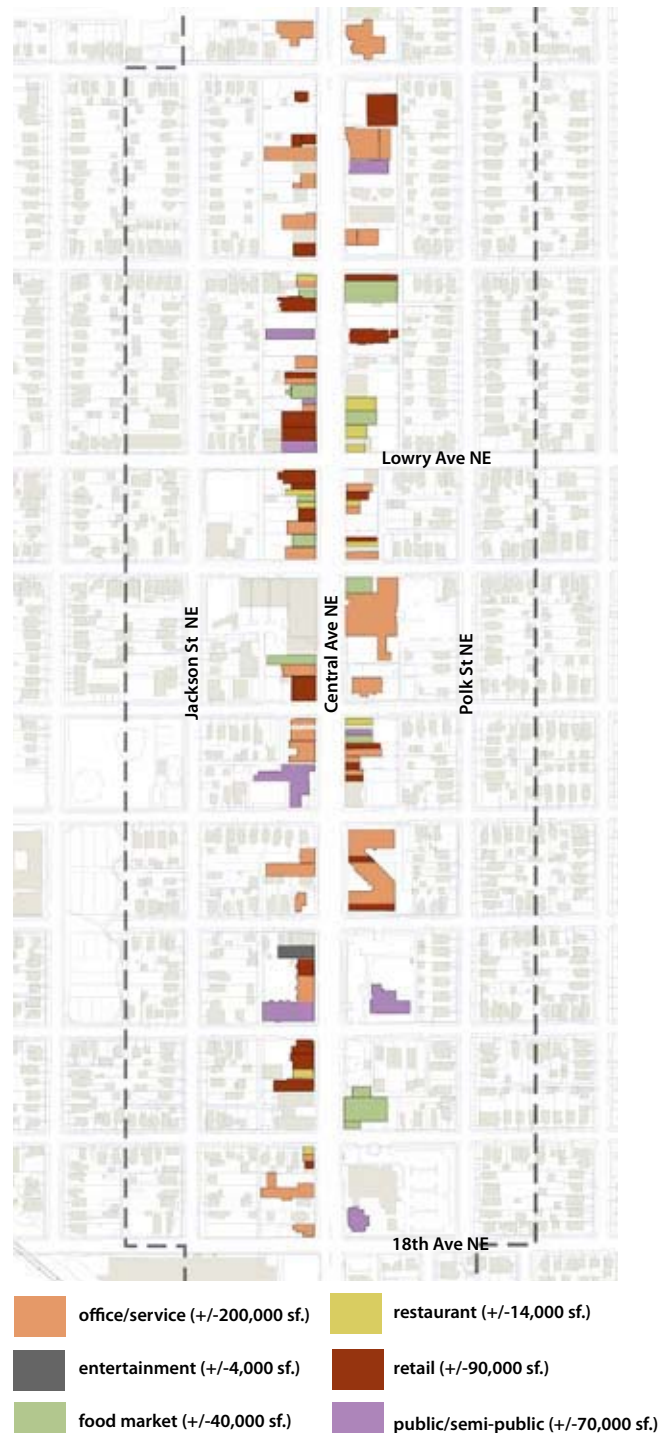 Lowry Ave NE
Jackson St NE
Central Ave NE
Polk St NE
18th Ave NE
office/service (+/-200,000 sf.)
restaurant (+/-14,000 sf.)
entertainment (+/-4,000 sf.)
retail (+/-90,000 sf.)
food market (+/-40,000 sf.)
public/semi-public (+/-70,000 sf.)